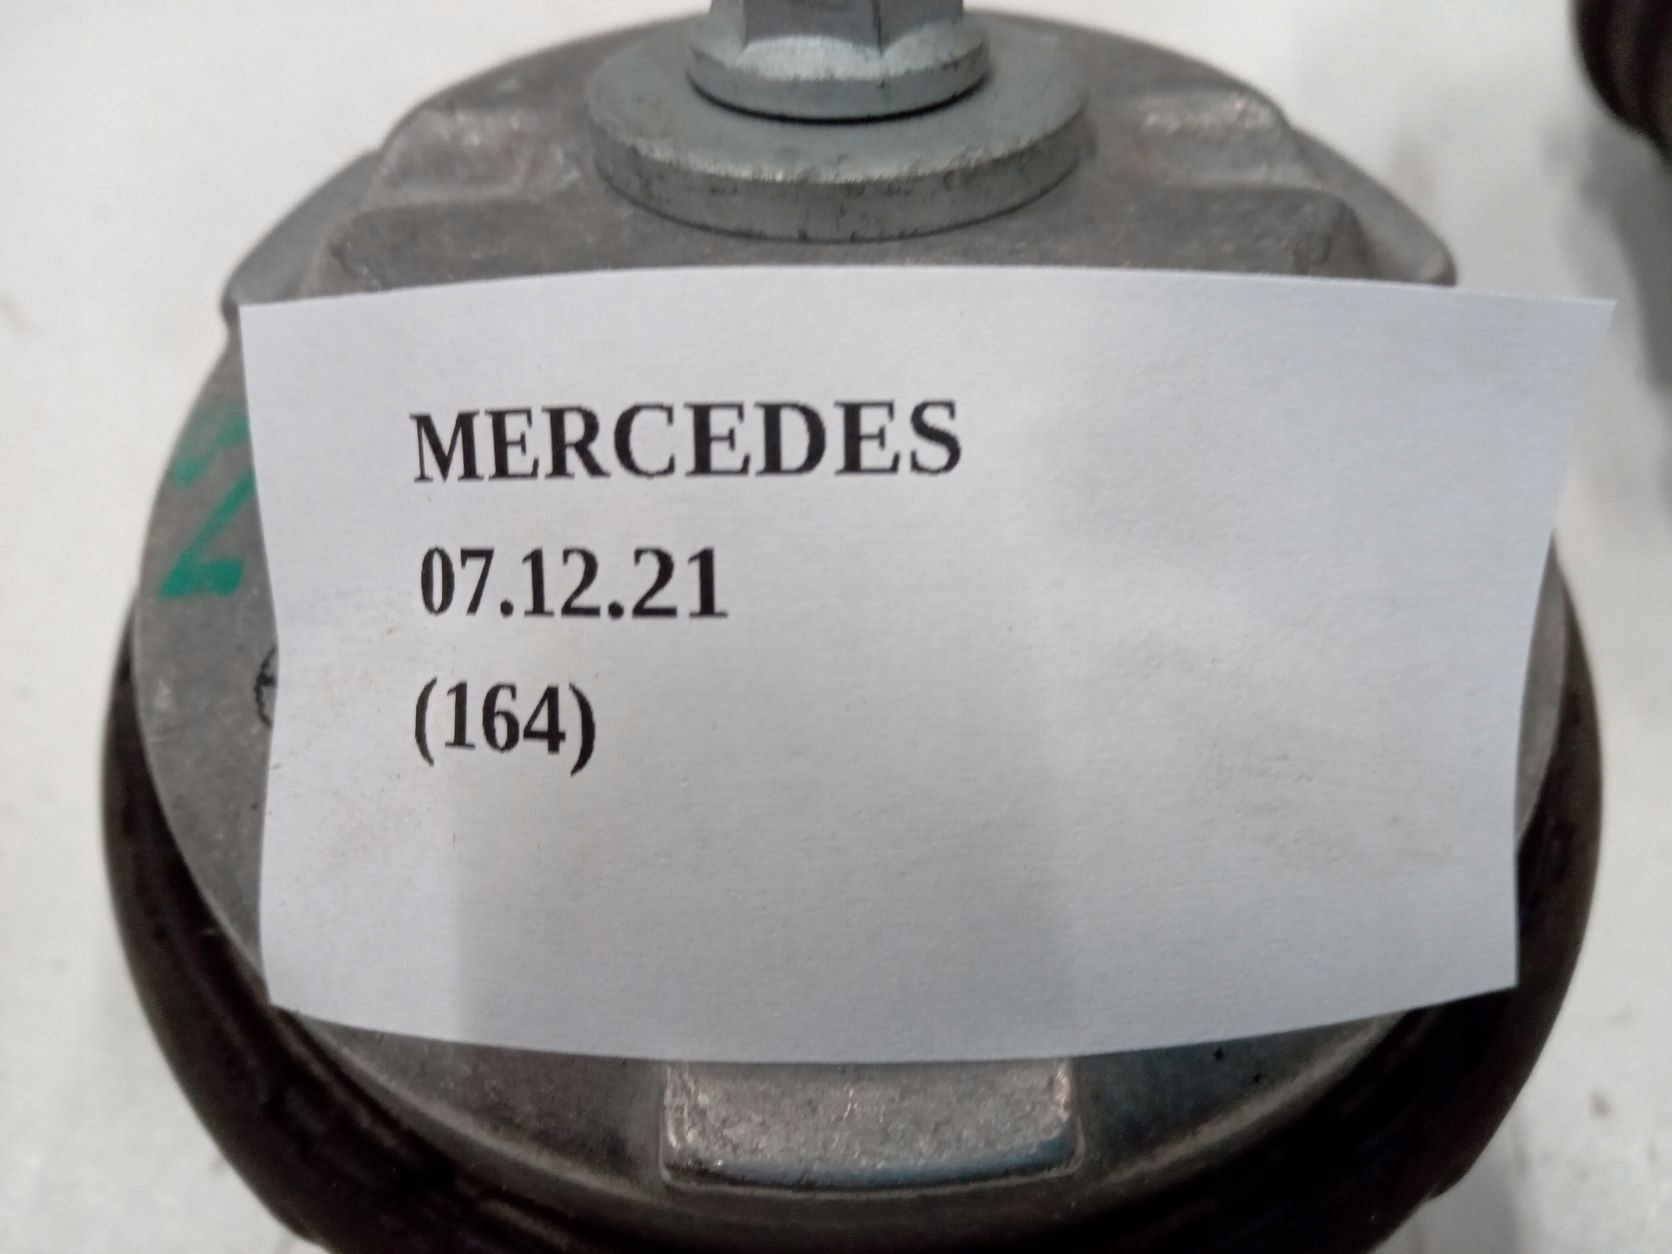 MERCEDES
07.12.21
(164)